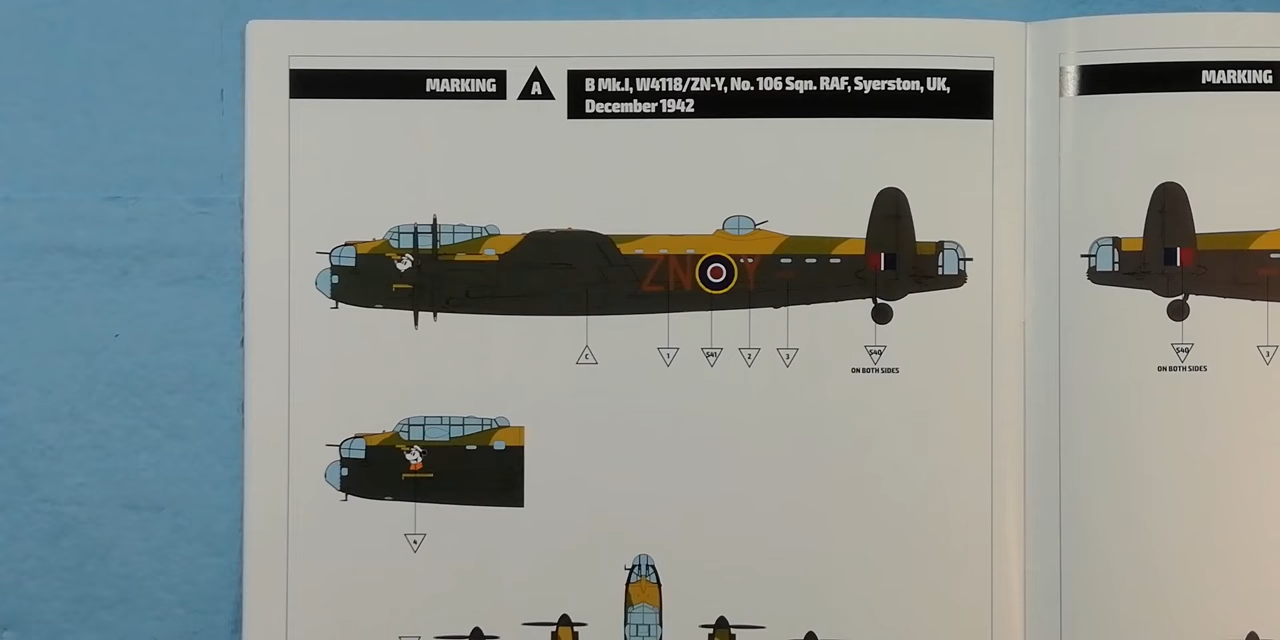 MARKING
A
B Mk.I, W4118/ZN-Y, No. 106 Sqn. RAF, Syerston, UK,
December 1942
MARKING
ZN Y
C
1
S41
2
3
S40
ON BOTH SIDES
S40
ON BOTH SIDES
3
4